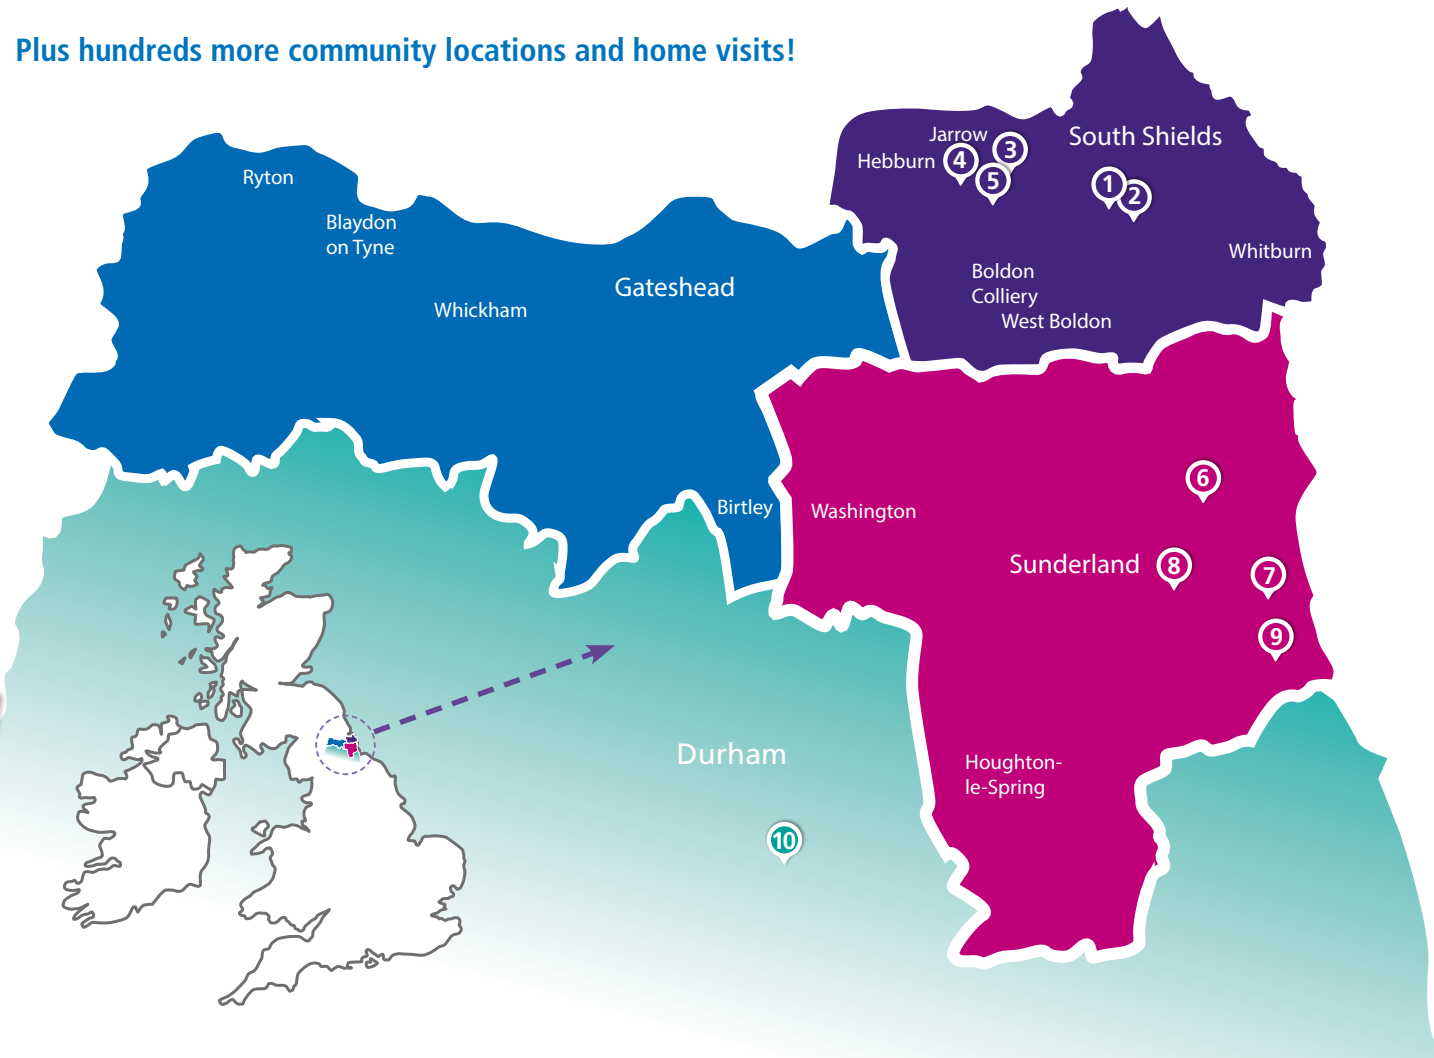 Plus hundreds more community locations and home visits!
Jarrow
South Shields
Hebburn
3
4
5
1
2
Ryton
Blaydon
on Tyne
Whitburn
Boldon
Colliery
West Boldon
Gateshead
Whickham
6
Birtley
Washington
Sunderland
8
7
9
Durham
Houghton-
le-Spring
10